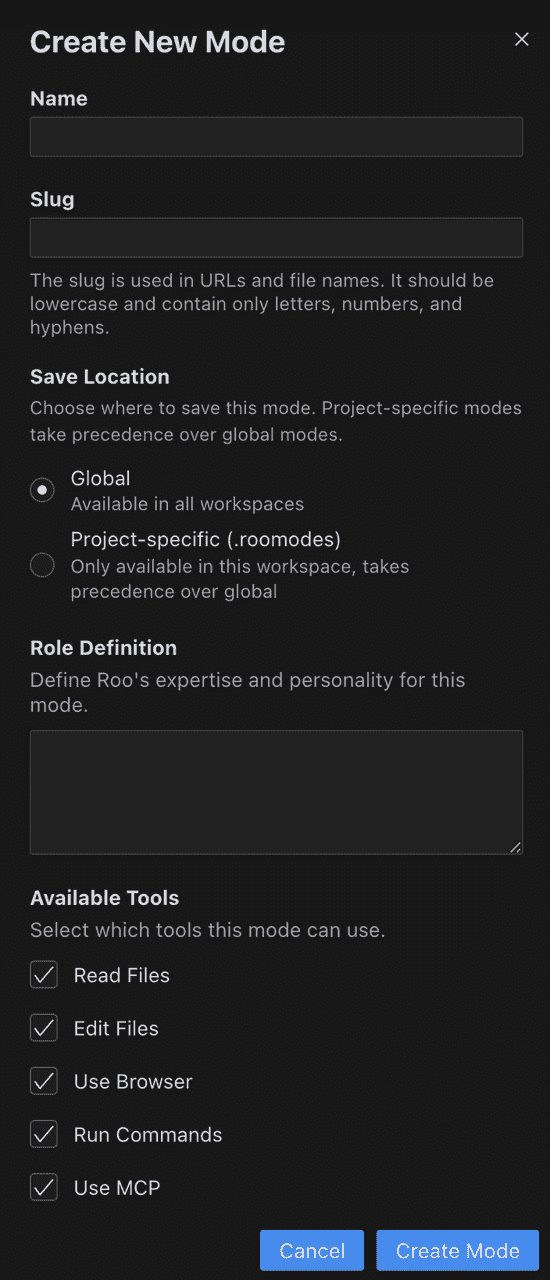 Create New Mode
Name
Slug
The slug is used in URLs and file names. It should be
lowercase and contain only letters, numbers, and
hyphens.
Save Location
Choose where to save this mode. Project-specific modes
take precedence over global modes.
Global
Available in all workspaces
Project-specific (.roomodes)
Only available in this workspace, takes
precedence over global
Role Definition
Define Roo's expertise and personality for this
mode.
Available Tools
Select which tools this mode can use.
Read Files
Edit Files
Use Browser
Run Commands
Use MCP
Cancel
Create Mode